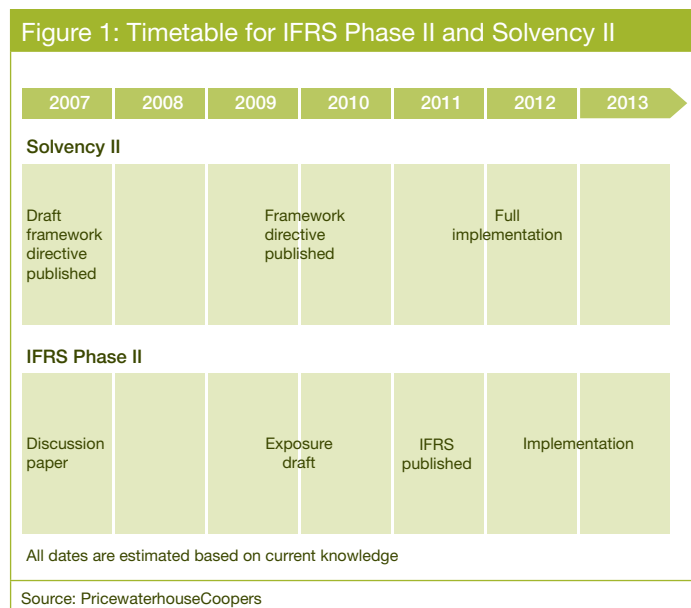 Figure 1: Timetable for IFRS Phase II and Solvency II
2007 2008 2009 2010 2011 2012 2013
Solvency II
Draft
framework
directive
published
Framework
directive
published
Full
implementation
IFRS Phase II
Discussion
paper
Exposure
draft
IFRS
published
Implementation
All dates are estimated based on current knowledge
Source: PricewaterhouseCoopers